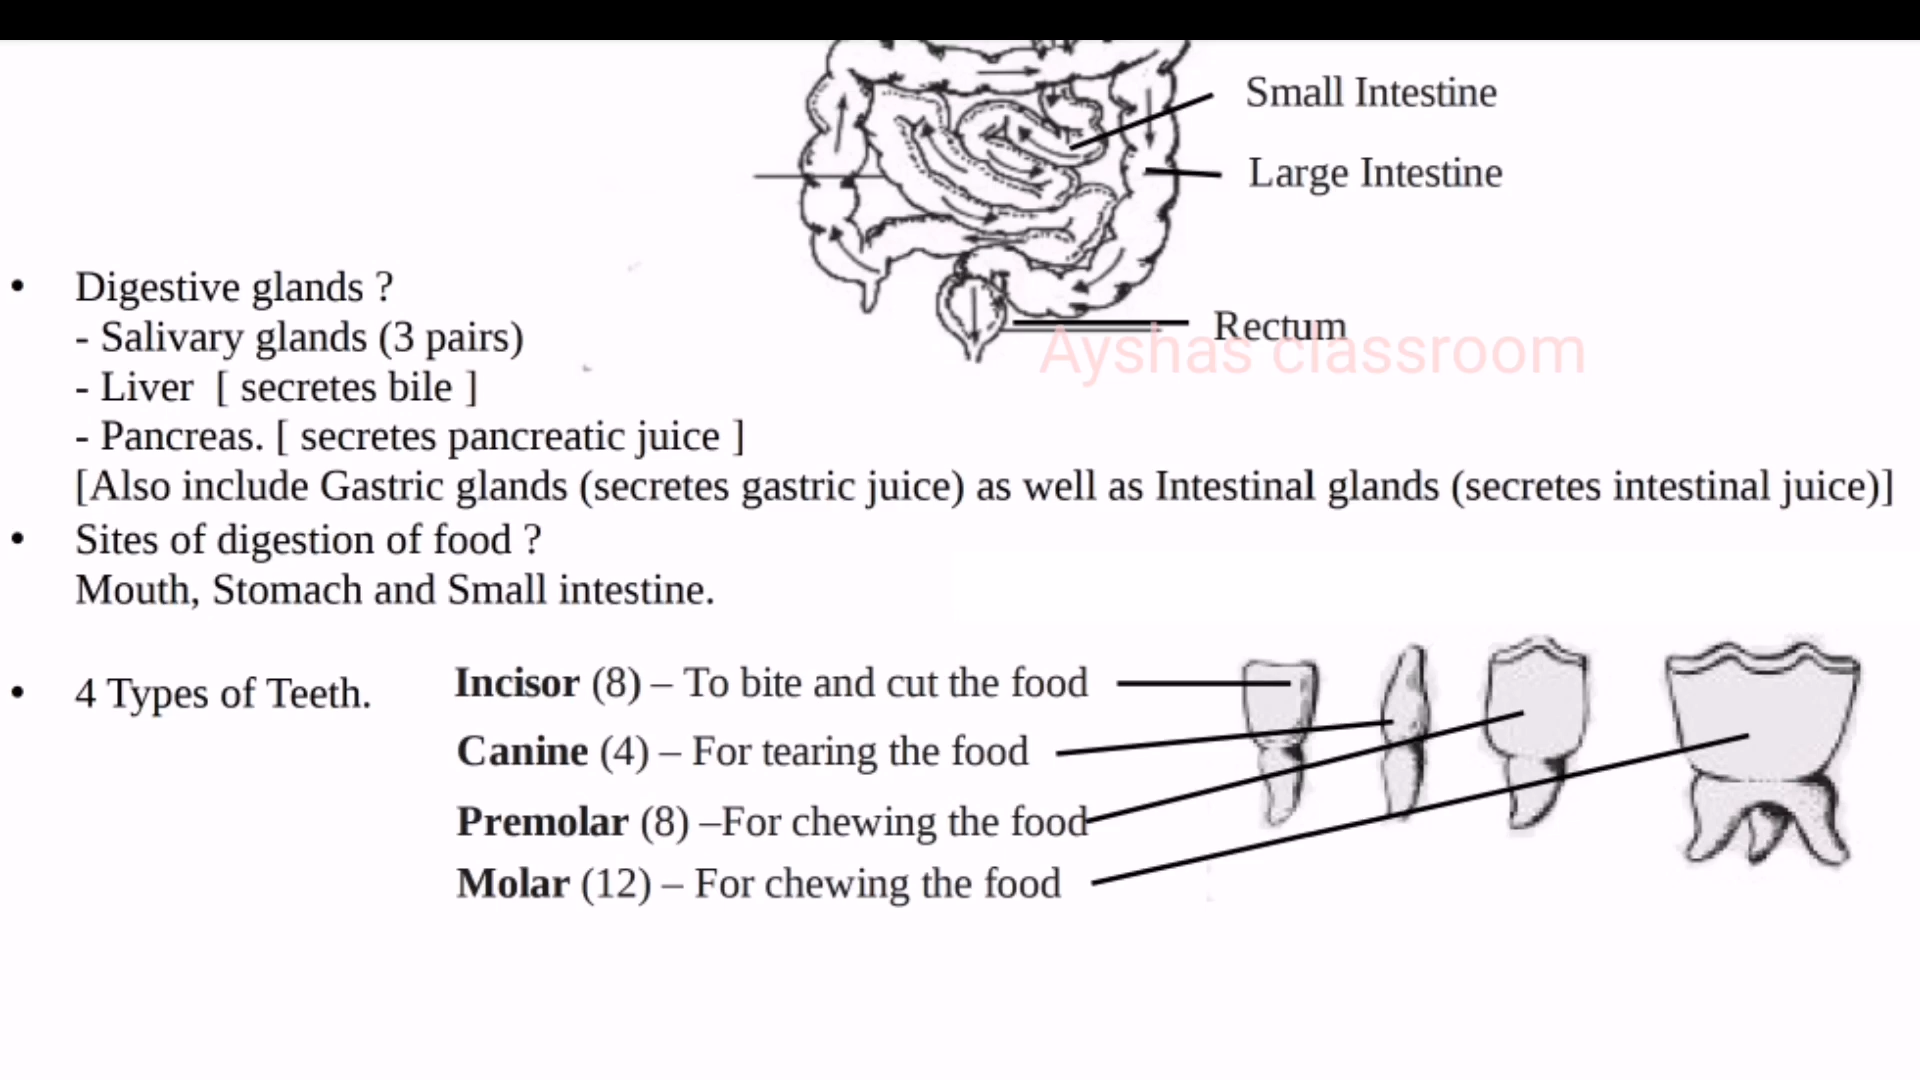 Small Intestine
Large Intestine
Rectum
Ayshas classroom
• Digestive glands ?
- Salivary glands (3 pairs)
- Liver [ secretes bile ]
- Pancreas. [ secretes pancreatic juice ]
[Also include Gastric glands (secretes gastric juice) as well as Intestinal glands (secretes intestinal juice)]
• Sites of digestion of food ?
Mouth, Stomach and Small intestine.
• 4 Types of Teeth.
Incisor (8) – To bite and cut the food
Canine (4) – For tearing the food
Premolar (8) –For chewing the food
Molar (12) – For chewing the food